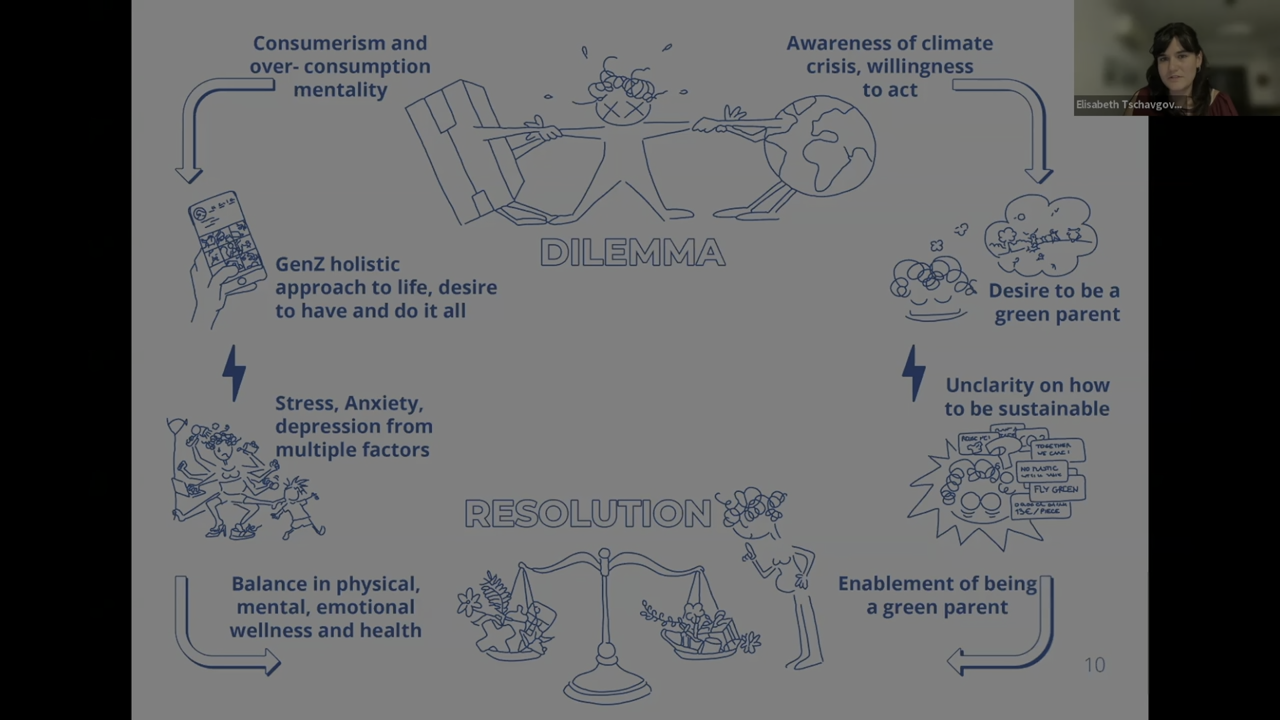 Consumerism and
over- consumption
mentality
Awareness of climate
crisis, willingness
to act
Elisabeth Tschavgov...
DILEMMA
GenZ holistic
approach to life, desire
to have and do it all
Desire to be a
green parent
Stress, Anxiety,
depression from
multiple factors
Unclarity on how
to be sustainable
TOGETHER
WE CAN!
NO PLASTIC
FLY GREEN
15€/PIECE
RESOLUTION
Balance in physical,
mental, emotional
wellness and health
Enablement of being
a green parent
10